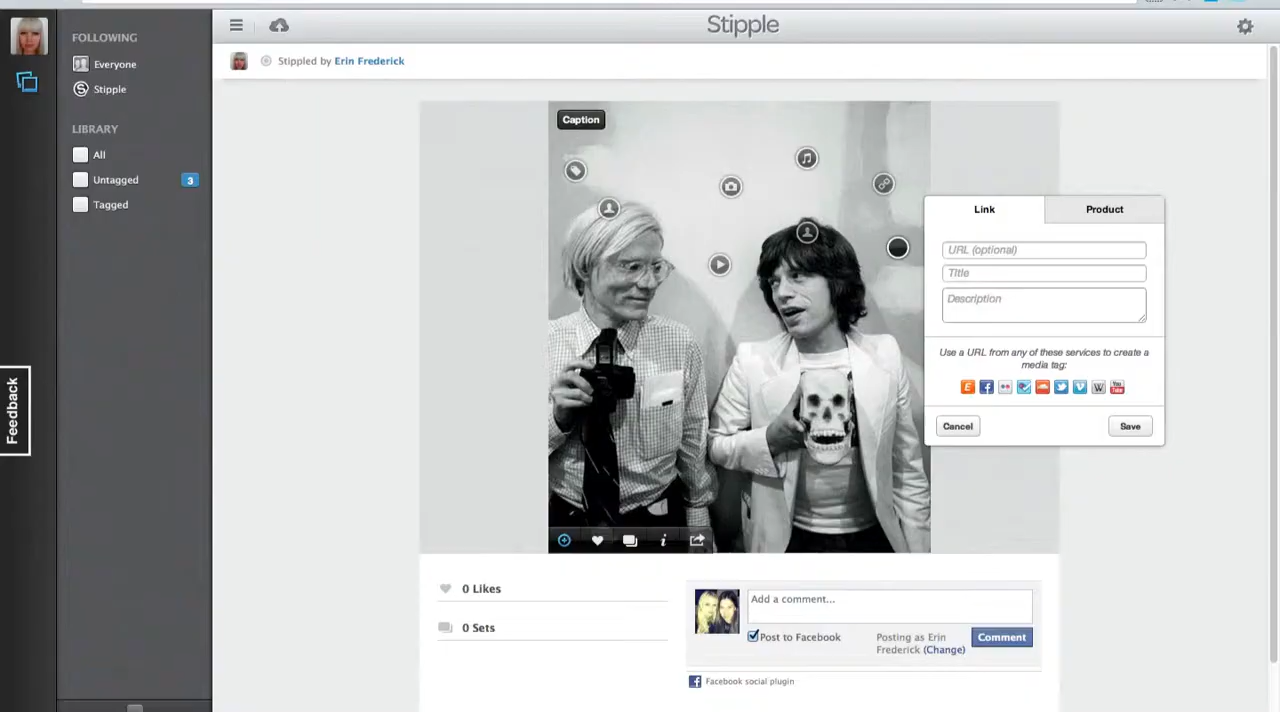 Stipple
FOLLOWING
Everyone
Stipple
LIBRARY
All
Untagged 3
Tagged
Feedback
Stippled by Erin Frederick
Caption
Link Product
URL (optional)
Title
Description
Use a URL from any of these services to create a
media tag:
Cancel Save
0 Likes
0 Sets
Add a comment...
Post to Facebook
Posting as Erin
Frederick (Change)
Comment
Facebook social plugin